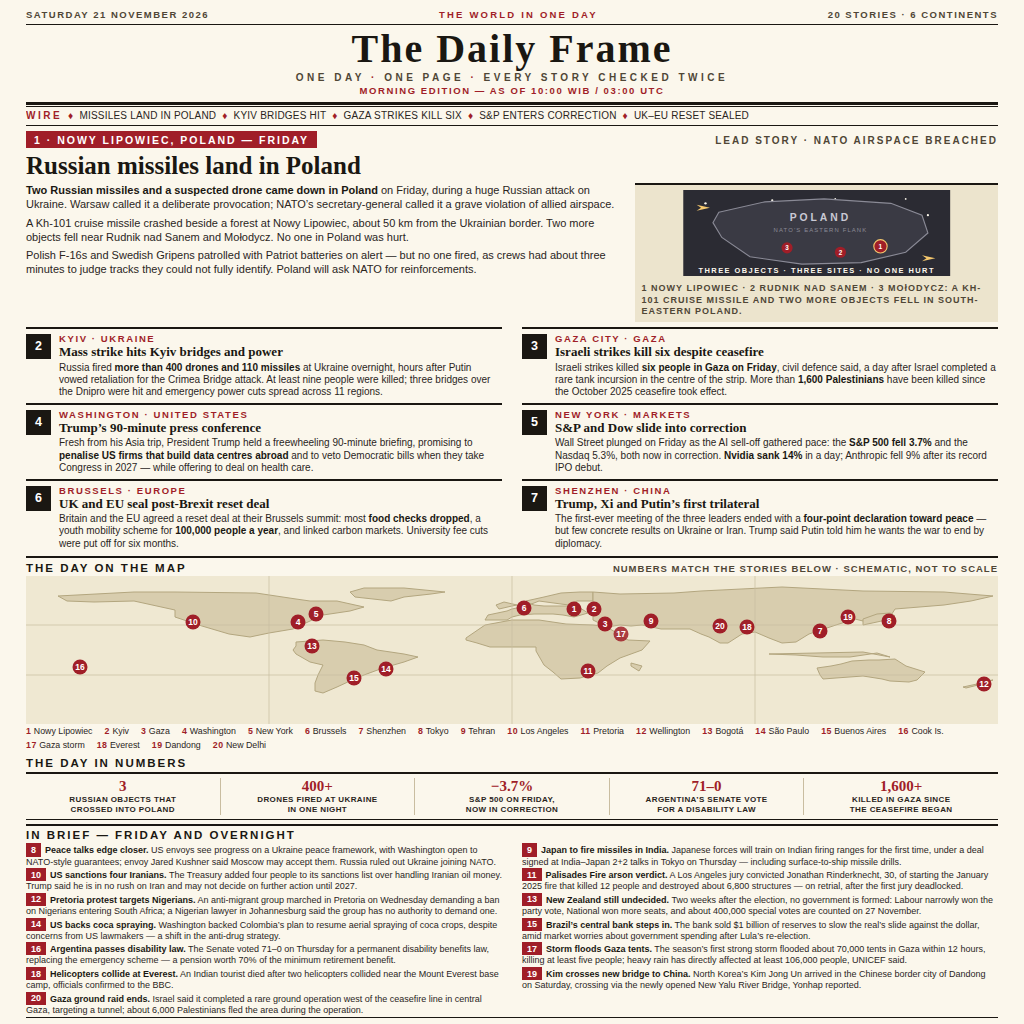 SATURDAY 21 NOVEMBER 2026
THE WORLD IN ONE DAY
20 STORIES · 6 CONTINENTS
The Daily Frame
ONE DAY · ONE PAGE · EVERY STORY CHECKED TWICE
MORNING EDITION — AS OF 10:00 WIB / 03:00 UTC
WIRE ♦ MISSILES LAND IN POLAND ♦ KYIV BRIDGES HIT ♦ GAZA STRIKES KILL SIX ♦ S&P ENTERS CORRECTION ♦ UK–EU RESET SEALED
1 · NOWY LIPOWIEC, POLAND — FRIDAY
LEAD STORY · NATO AIRSPACE BREACHED
Russian missiles land in Poland
Two Russian missiles and a suspected drone came down in Poland on Friday, during a huge Russian attack on
Ukraine. Warsaw called it a deliberate provocation; NATO's secretary-general called it a grave violation of allied airspace.
A Kh-101 cruise missile crashed beside a forest at Nowy Lipowiec, about 50 km from the Ukrainian border. Two more
objects fell near Rudnik nad Sanem and Mołodycz. No one in Poland was hurt.
Polish F-16s and Swedish Gripens patrolled with Patriot batteries on alert — but no one fired, as crews had about three
minutes to judge tracks they could not fully identify. Poland will ask NATO for reinforcements.
POLAND
NATO'S EASTERN FLANK
3
2
1
THREE OBJECTS · THREE SITES · NO ONE HURT
1 NOWY LIPOWIEC · 2 RUDNIK NAD SANEM · 3 MOłODYCZ: A KH-
101 CRUISE MISSILE AND TWO MORE OBJECTS FELL IN SOUTH-
EASTERN POLAND.
2
KYIV · UKRAINE
Mass strike hits Kyiv bridges and power
Russia fired more than 400 drones and 110 missiles at Ukraine overnight, hours after Putin
vowed retaliation for the Crimea Bridge attack. At least nine people were killed; three bridges over
the Dnipro were hit and emergency power cuts spread across 11 regions.
3
GAZA CITY · GAZA
Israeli strikes kill six despite ceasefire
Israeli strikes killed six people in Gaza on Friday, civil defence said, a day after Israel completed a
rare tank incursion in the centre of the strip. More than 1,600 Palestinians have been killed since
the October 2025 ceasefire took effect.
4
WASHINGTON · UNITED STATES
Trump's 90-minute press conference
Fresh from his Asia trip, President Trump held a freewheeling 90-minute briefing, promising to
penalise US firms that build data centres abroad and to veto Democratic bills when they take
Congress in 2027 — while offering to deal on health care.
5
NEW YORK · MARKETS
S&P and Dow slide into correction
Wall Street plunged on Friday as the AI sell-off gathered pace: the S&P 500 fell 3.7% and the
Nasdaq 5.3%, both now in correction. Nvidia sank 14% in a day; Anthropic fell 9% after its record
IPO debut.
6
BRUSSELS · EUROPE
UK and EU seal post-Brexit reset deal
Britain and the EU agreed a reset deal at their Brussels summit: most food checks dropped, a
youth mobility scheme for 100,000 people a year, and linked carbon markets. University fee cuts
were put off for six months.
7
SHENZHEN · CHINA
Trump, Xi and Putin's first trilateral
The first-ever meeting of the three leaders ended with a four-point declaration toward peace —
but few concrete results on Ukraine or Iran. Trump said Putin told him he wants the war to end by
diplomacy.
THE DAY ON THE MAP
NUMBERS MATCH THE STORIES BELOW · SCHEMATIC, NOT TO SCALE
10
4
5
13
14
15
16
6
1
2
3
17
9
11
20
18
7
19
8
12
1 Nowy Lipowiec 2 Kyiv 3 Gaza 4 Washington 5 New York 6 Brussels 7 Shenzhen 8 Tokyo 9 Tehran 10 Los Angeles 11 Pretoria 12 Wellington 13 Bogotá 14 São Paulo 15 Buenos Aires 16 Cook Is.
17 Gaza storm 18 Everest 19 Dandong 20 New Delhi
THE DAY IN NUMBERS
3
RUSSIAN OBJECTS THAT
CROSSED INTO POLAND
400+
DRONES FIRED AT UKRAINE
IN ONE NIGHT
−3.7%
S&P 500 ON FRIDAY,
NOW IN CORRECTION
71–0
ARGENTINA'S SENATE VOTE
FOR A DISABILITY LAW
1,600+
KILLED IN GAZA SINCE
THE CEASEFIRE BEGAN
IN BRIEF — FRIDAY AND OVERNIGHT
8 Peace talks edge closer. US envoys see progress on a Ukraine peace framework, with Washington open to
NATO-style guarantees; envoy Jared Kushner said Moscow may accept them. Russia ruled out Ukraine joining NATO.
10 US sanctions four Iranians. The Treasury added four people to its sanctions list over handling Iranian oil money.
Trump said he is in no rush on Iran and may not decide on further action until 2027.
12 Pretoria protest targets Nigerians. An anti-migrant group marched in Pretoria on Wednesday demanding a ban
on Nigerians entering South Africa; a Nigerian lawyer in Johannesburg said the group has no authority to demand one.
14 US backs coca spraying. Washington backed Colombia's plan to resume aerial spraying of coca crops, despite
concerns from US lawmakers — a shift in the anti-drug strategy.
16 Argentina passes disability law. The Senate voted 71–0 on Thursday for a permanent disability benefits law,
replacing the emergency scheme — a pension worth 70% of the minimum retirement benefit.
18 Helicopters collide at Everest. An Indian tourist died after two helicopters collided near the Mount Everest base
camp, officials confirmed to the BBC.
20 Gaza ground raid ends. Israel said it completed a rare ground operation west of the ceasefire line in central
Gaza, targeting a tunnel; about 6,000 Palestinians fled the area during the operation.
9 Japan to fire missiles in India. Japanese forces will train on Indian firing ranges for the first time, under a deal
signed at India–Japan 2+2 talks in Tokyo on Thursday — including surface-to-ship missile drills.
11 Palisades Fire arson verdict. A Los Angeles jury convicted Jonathan Rinderknecht, 30, of starting the January
2025 fire that killed 12 people and destroyed about 6,800 structures — on retrial, after the first jury deadlocked.
13 New Zealand still undecided. Two weeks after the election, no government is formed: Labour narrowly won the
party vote, National won more seats, and about 400,000 special votes are counted on 27 November.
15 Brazil's central bank steps in. The bank sold $1 billion of reserves to slow the real's slide against the dollar,
amid market worries about government spending after Lula's re-election.
17 Storm floods Gaza tents. The season's first strong storm flooded about 70,000 tents in Gaza within 12 hours,
killing at least five people; heavy rain has directly affected at least 106,000 people, UNICEF said.
19 Kim crosses new bridge to China. North Korea's Kim Jong Un arrived in the Chinese border city of Dandong
on Saturday, crossing via the newly opened New Yalu River Bridge, Yonhap reported.